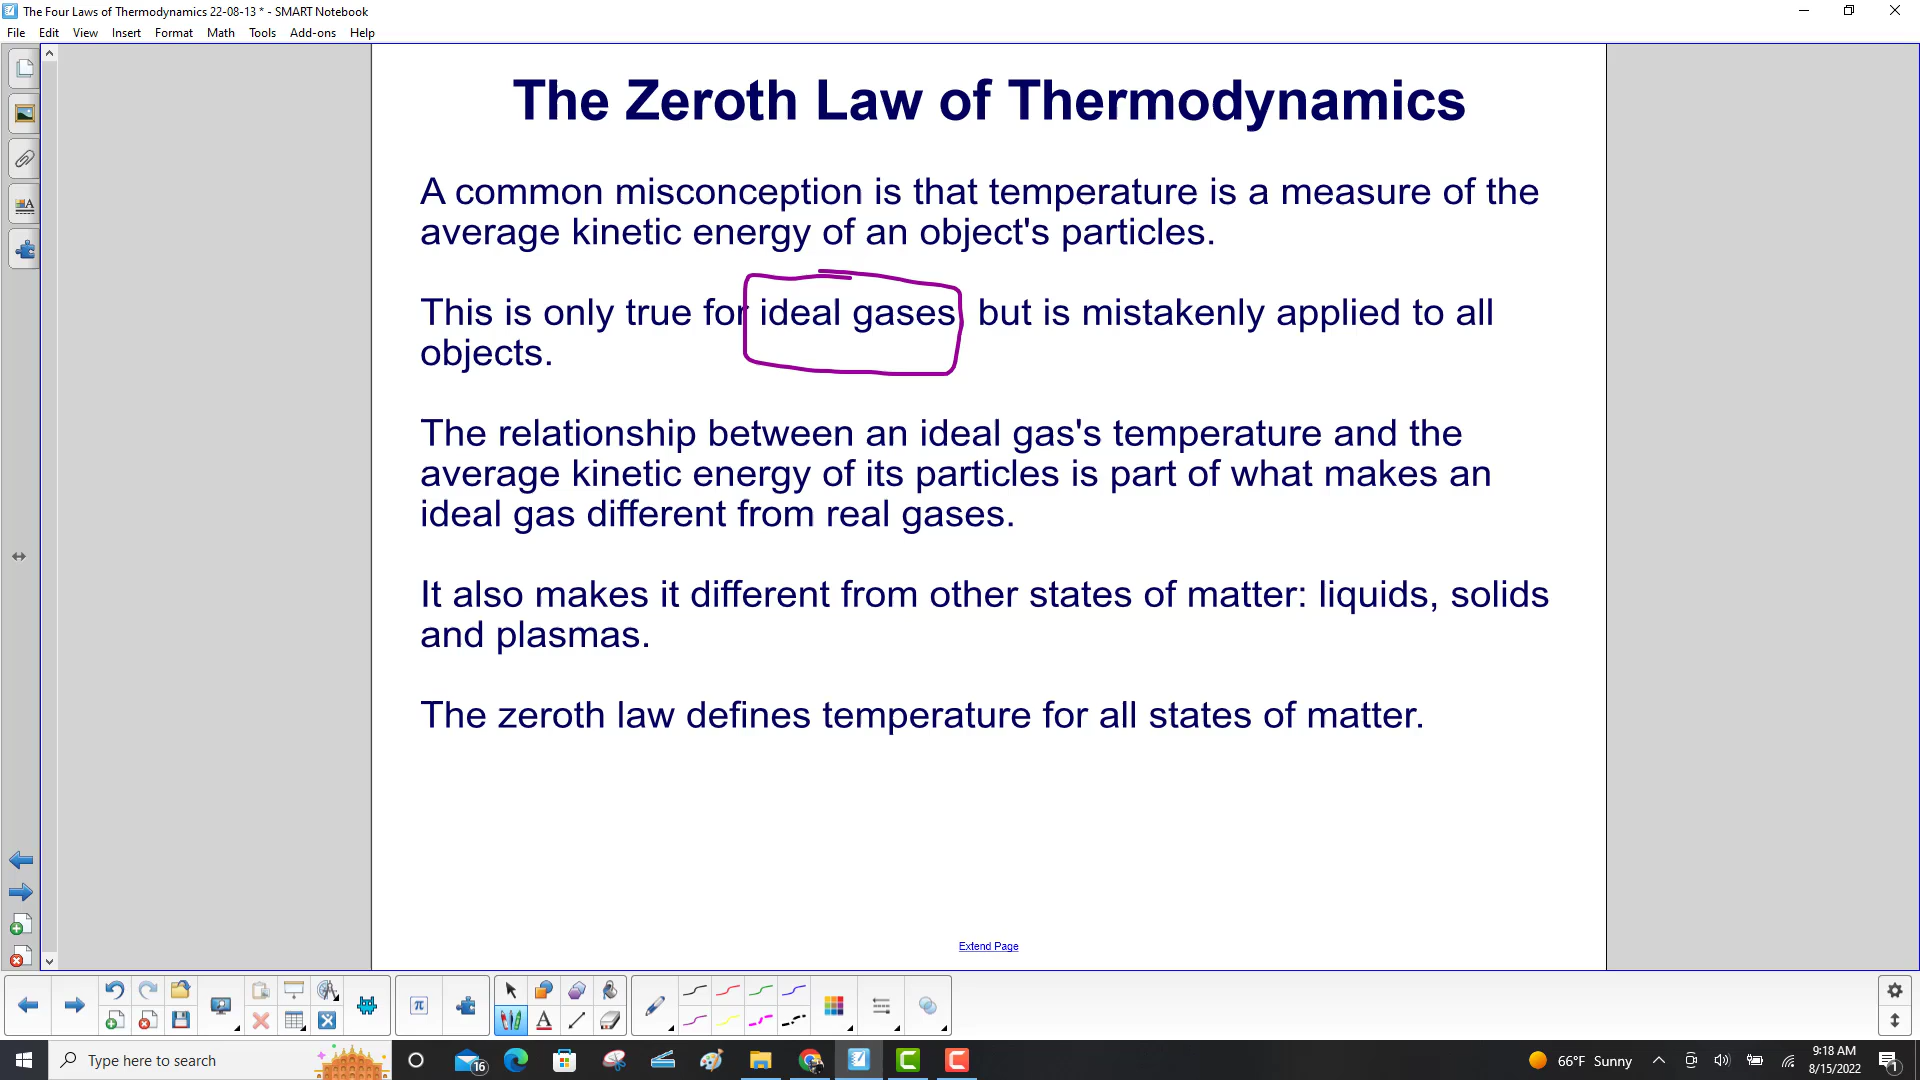 The Four Laws of Thermodynamics 22-08-13 * - SMART Notebook
File Edit View Insert Format Math Tools Add-ons Help
The Zeroth Law of Thermodynamics
A common misconception is that temperature is a measure of the
average kinetic energy of an object's particles.
This is only true for ideal gases, but is mistakenly applied to all
objects.
The relationship between an ideal gas's temperature and the
average kinetic energy of its particles is part of what makes an
ideal gas different from real gases.
It also makes it different from other states of matter: liquids, solids
and plasmas.
The zeroth law defines temperature for all states of matter.
Extend Page
π
A
Type here to search
16
66°F Sunny
9:18 AM
8/15/2022
1